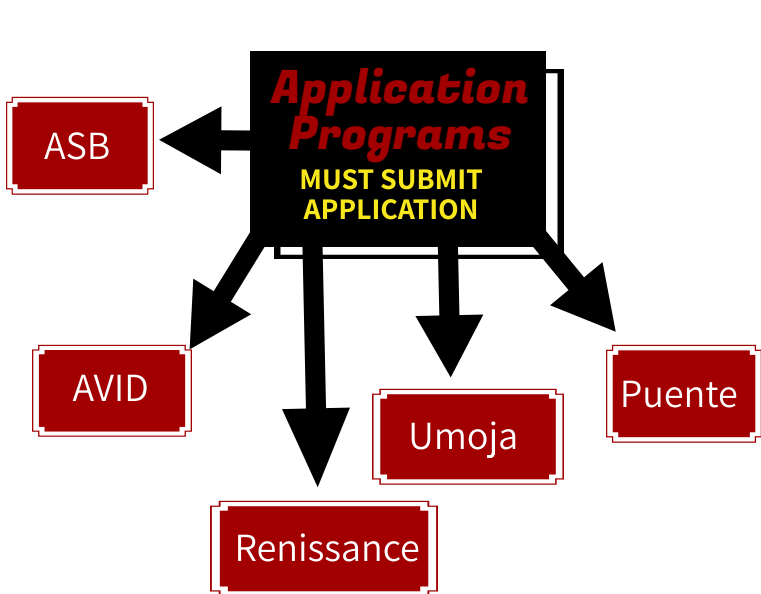 Application
Programs
MUST SUBMIT
APPLICATION
ASB
AVID
Puente
Umoja
Renissance